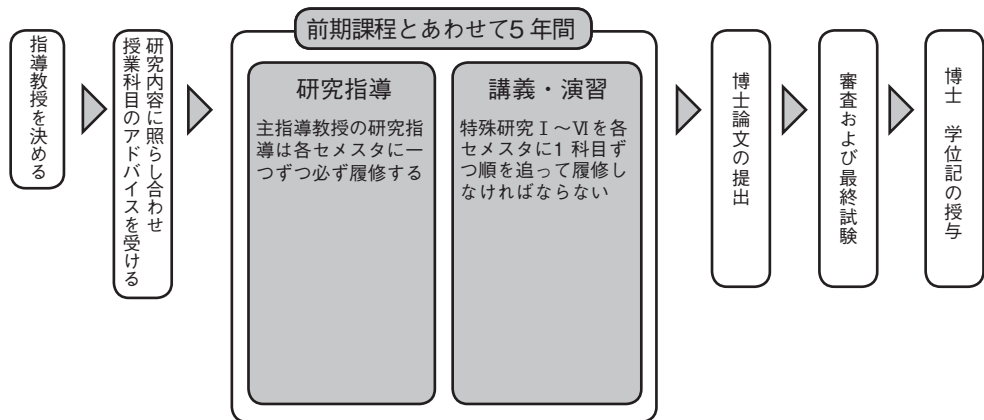 指導教授を決める
研究内容に照らし合わせ
授業科目のアドバイスを受ける
前期課程とあわせて5年間
研究指導
主指導教授の研究指
導は各セメスタに一
つずつ必ず履修する
講義・演習
特殊研究Ⅰ~Ⅵを各
セメスタに1 科目ず
つ順を追って履修し
なければならない
博士論文の提出
審査および最終試験
博士 学位記の授与